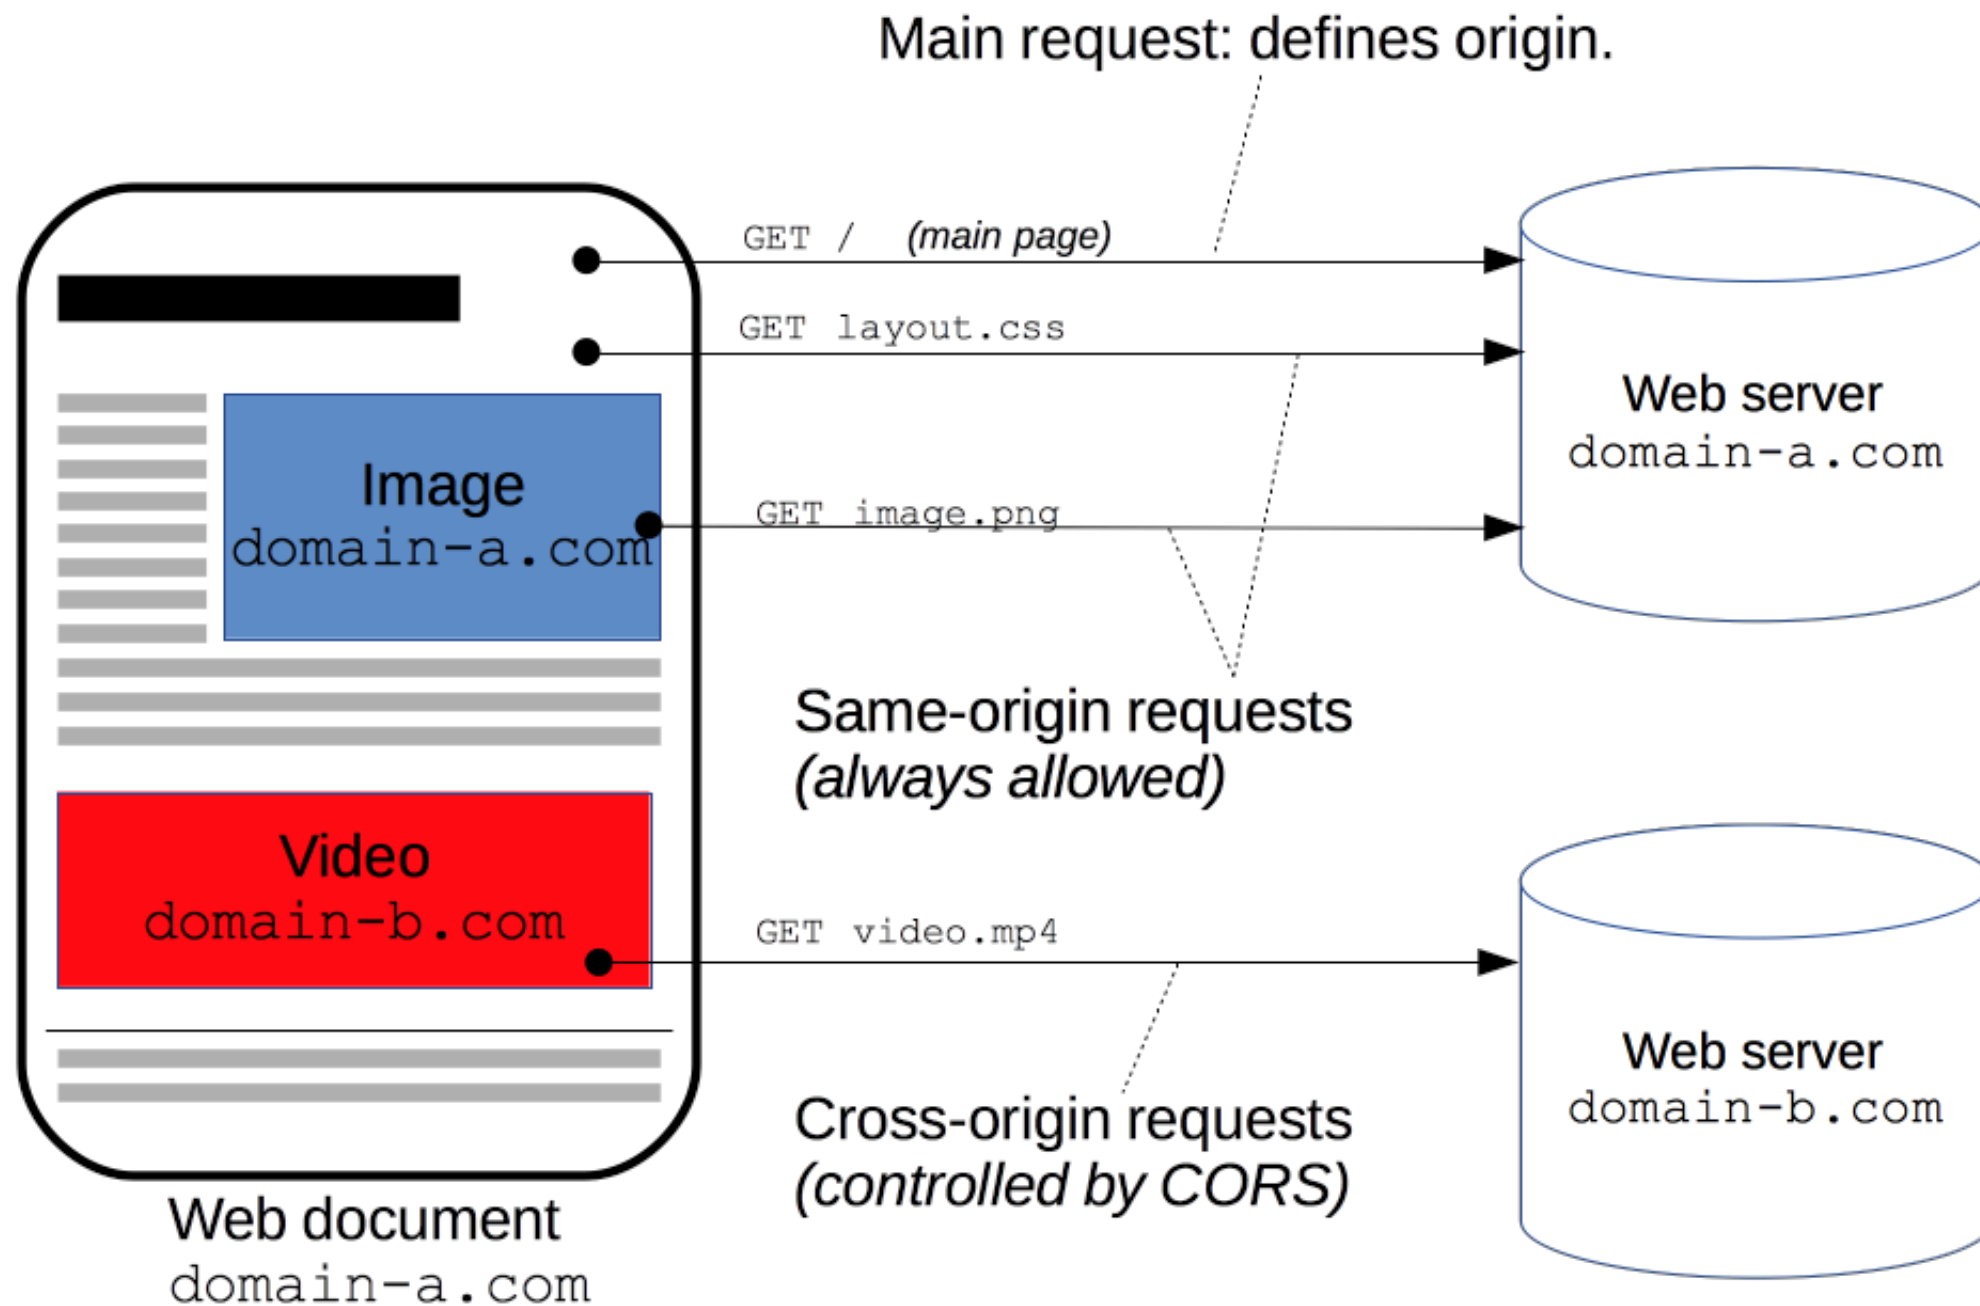 Main request: defines origin.
GET / (main page)
GET layout.css
Web server
domain-a.com
Image
domain-a.com
GET image.png
Same-origin requests
(always allowed)
Video
domain-b.com
GET video.mp4
Web server
domain-b.com
Cross-origin requests
(controlled by CORS)
Web document
domain-a.com